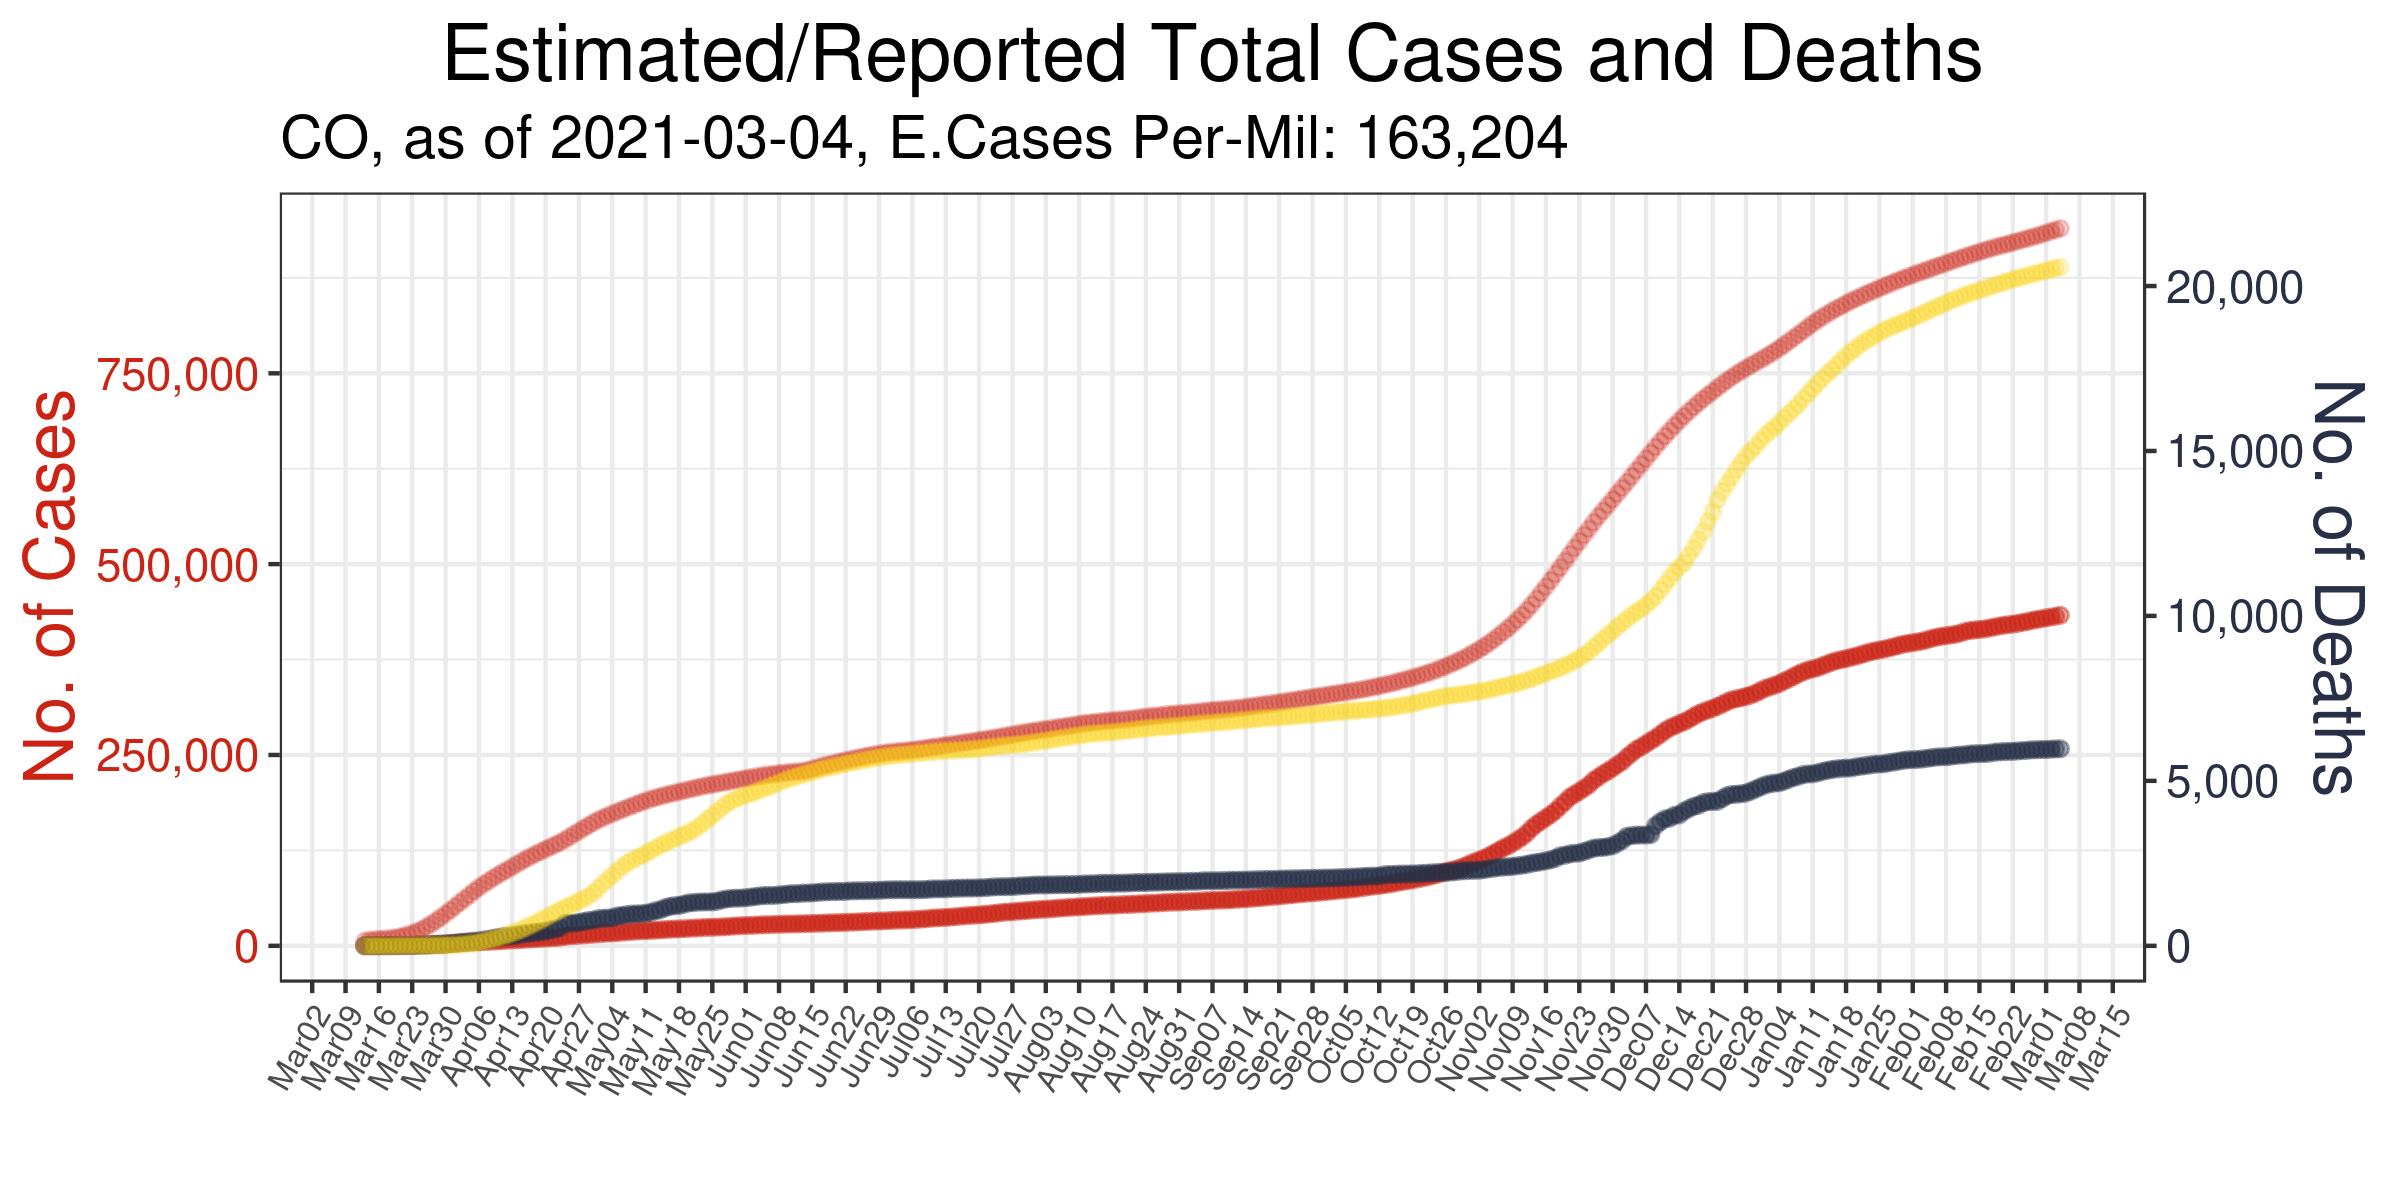 Estimated/Reported Total Cases and Deaths
CO, as of 2021-03-04, E.Cases Per-Mil: 163,204
No. of Cases
750,000
500,000
250,000
0
20,000
15,000
10,000
5,000
0
No. of Deaths
Mar02
Mar09
Mar16
Mar23
Mar30
Apr06
Apr13
Apr20
Apr27
May04
May11
May18
May25
Jun01
Jun08
Jun15
Jun22
Jun29
Jul06
Jul13
Jul20
Jul27
Aug03
Aug10
Aug17
Aug24
Aug31
Sep07
Sep14
Sep21
Sep28
Oct05
Oct12
Oct19
Oct26
Nov02
Nov09
Nov16
Nov23
Nov30
Dec07
Dec14
Dec21
Dec28
Jan04
Jan11
Jan18
Jan25
Feb01
Feb08
Feb15
Feb22
Mar01
Mar08
Mar15